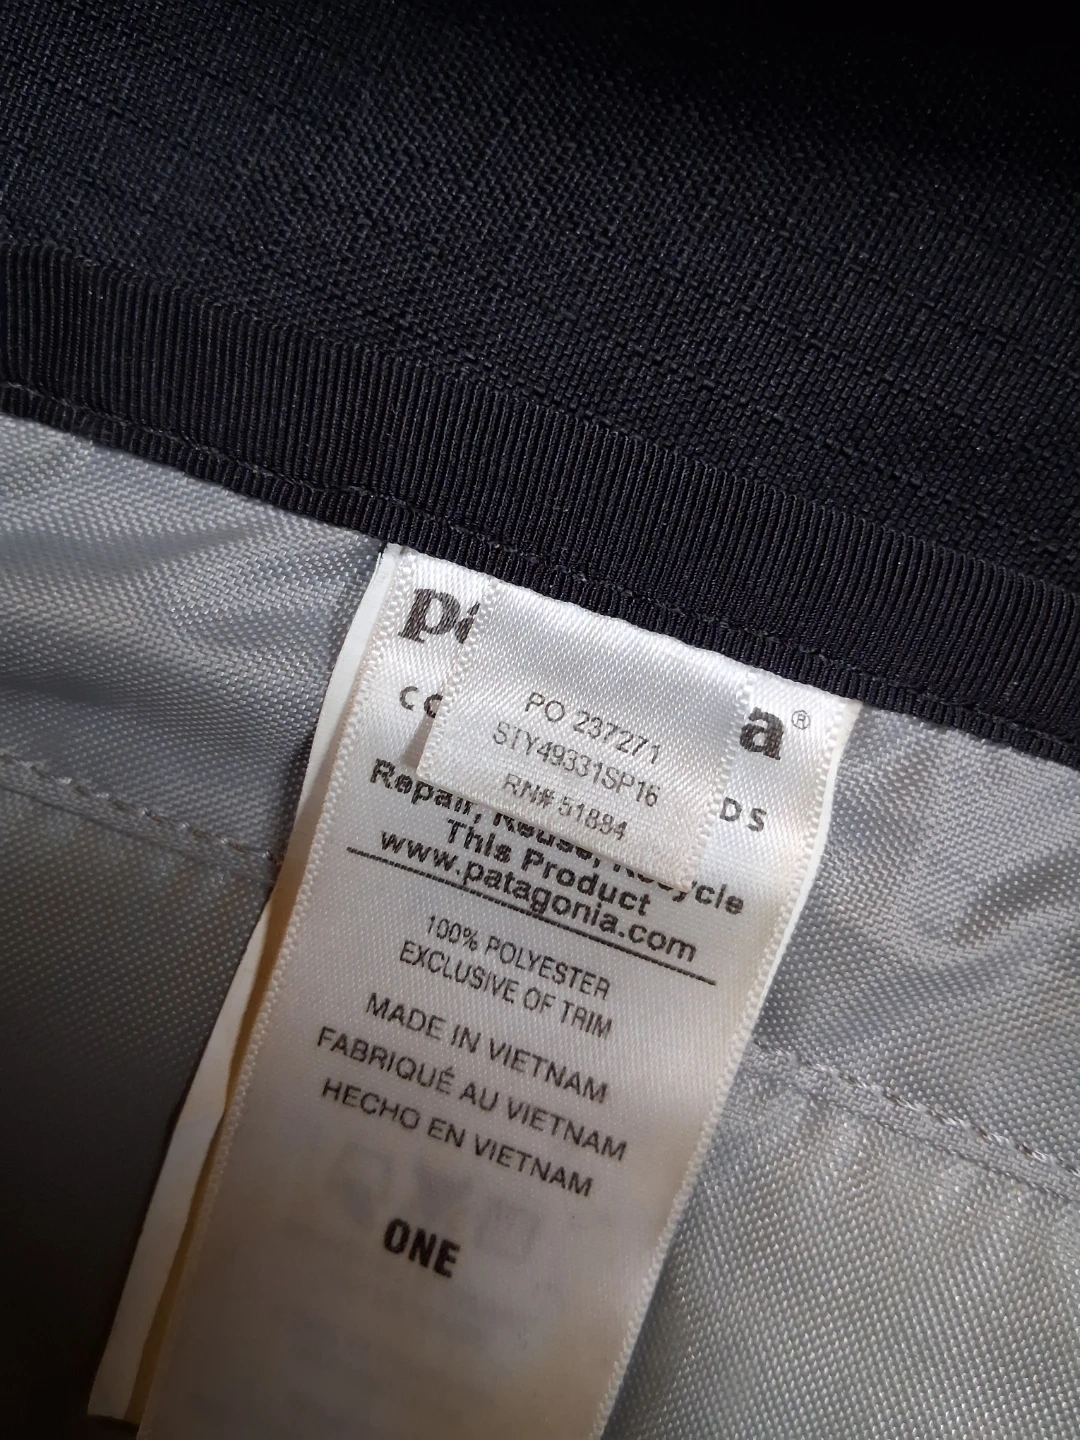 PO 237271
STY49331SP16
RN# 51884
a®
DS
Repair, Reuse, Recycle
This Product
www.patagonia.com
100% POLYESTER
EXCLUSIVE OF TRIM
MADE IN VIETNAM
FABRIQUÉ AU VIETNAM
HECHO EN VIETNAM
ONE